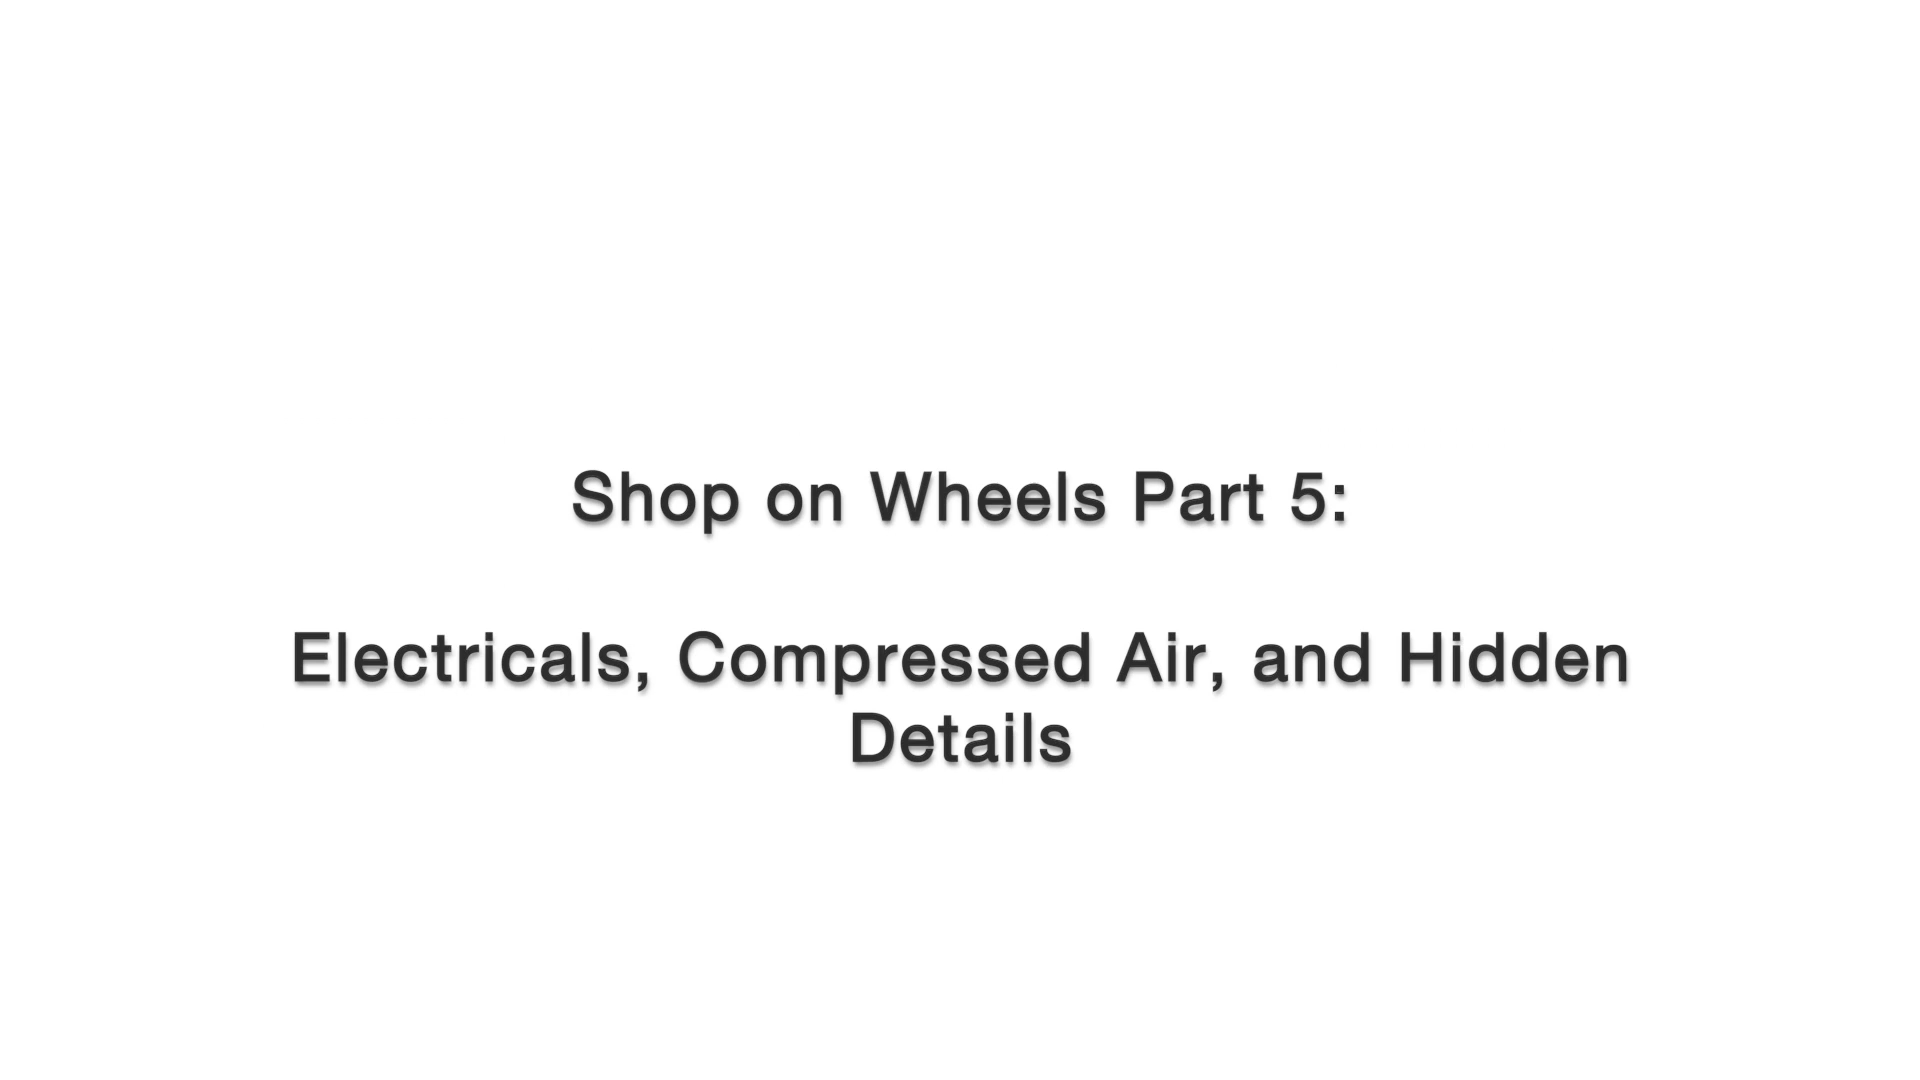 Shop on Wheels Part 5:
Electricals, Compressed Air, and Hidden
Details